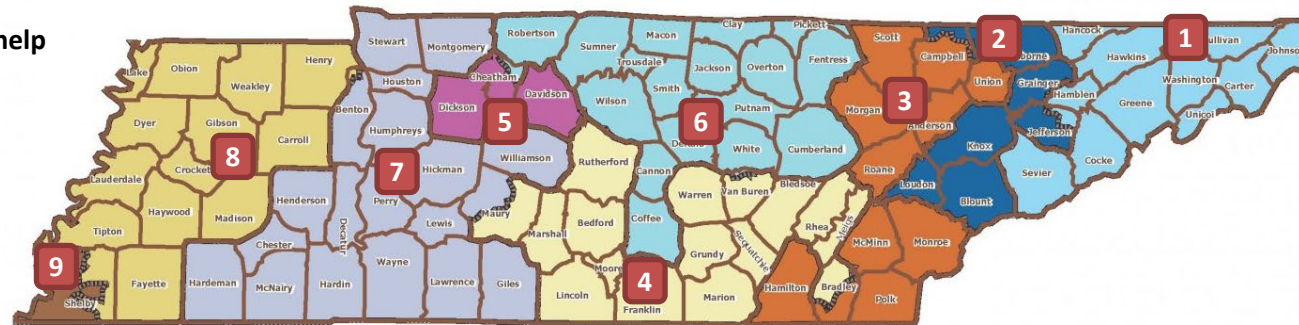 help
Lake
Obion
Weakley
Henry
Dyer
Gibson
Carroll
Crocket
Lauderdale
Haywood
Madison
Tipton
Shelby
Fayette
8
9
Stewart
Montgomery
Houston
Benton
Humphreys
Hickman
Williamson
Perry
Henderson
Decatur
Lewis
Maury
Chester
Hardeman
McNairy
Hardin
Wayne
Lawrence
Giles
7
Dickson
Cheatham
Davidson
5
Robertson
Sumner
Macon
Clay
Pickett
Trousdale
Jackson
Overton
Fentress
Smith
Wilson
Putnam
White
Cumberland
Cannon
Coffee
6
Rutherford
Warren
Van Buren
Bledsoe
Rhea
Meigs
Marshall
Bedford
Moore
Grundy
Sequatchie
Lincoln
Franklin
Marion
Bradley
4
Scott
Campbell
Union
Morgan
Anderson
Roane
McMinn
Monroe
Hamilton
Polk
3
2
borne
Grainger
Jefferson
Knox
Loudon
Blount
1
Hancock
Hawkins
ullivan
Johnso
Washington
Carter
Hamblen
Greene
Unicoi
Cocke
Sevier